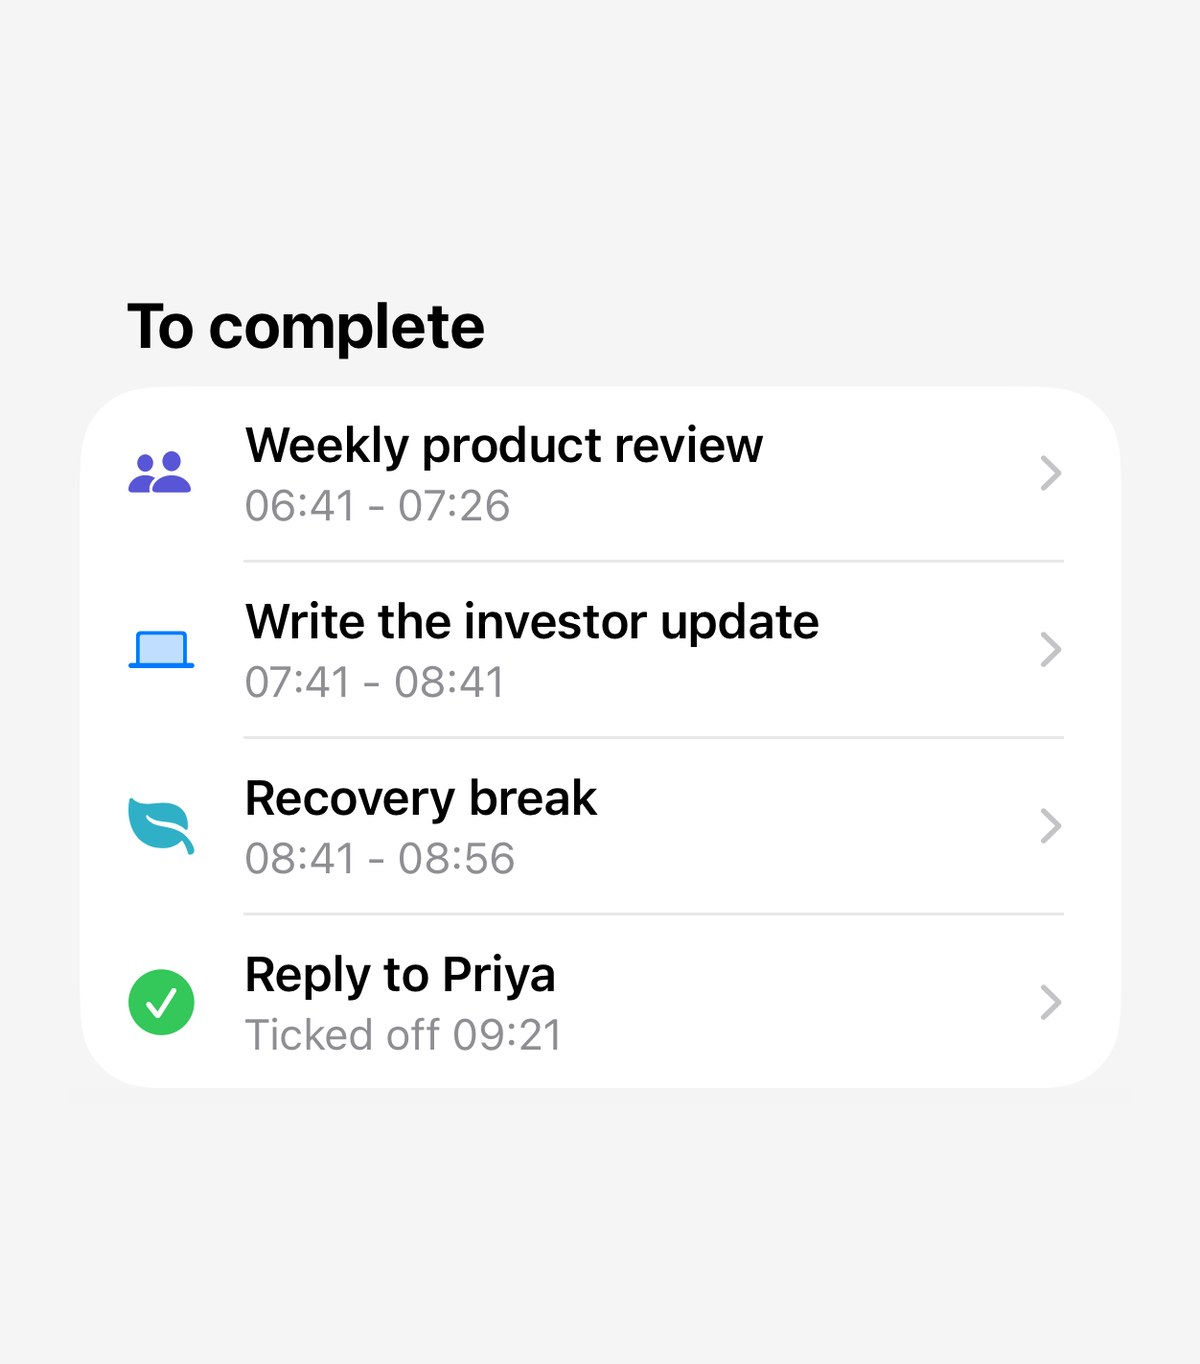 To complete
Weekly product review
06:41 - 07:26
Write the investor update
07:41 - 08:41
Recovery break
08:41 - 08:56
Reply to Priya
Ticked off 09:21